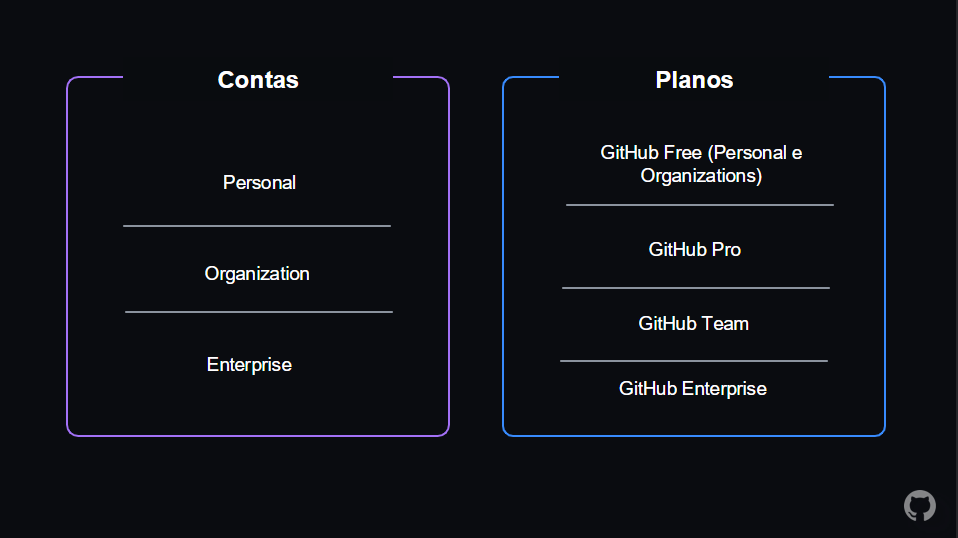 Contas
Personal
Organization
Enterprise
Planos
GitHub Free (Personal e
Organizations)
GitHub Pro
GitHub Team
GitHub Enterprise